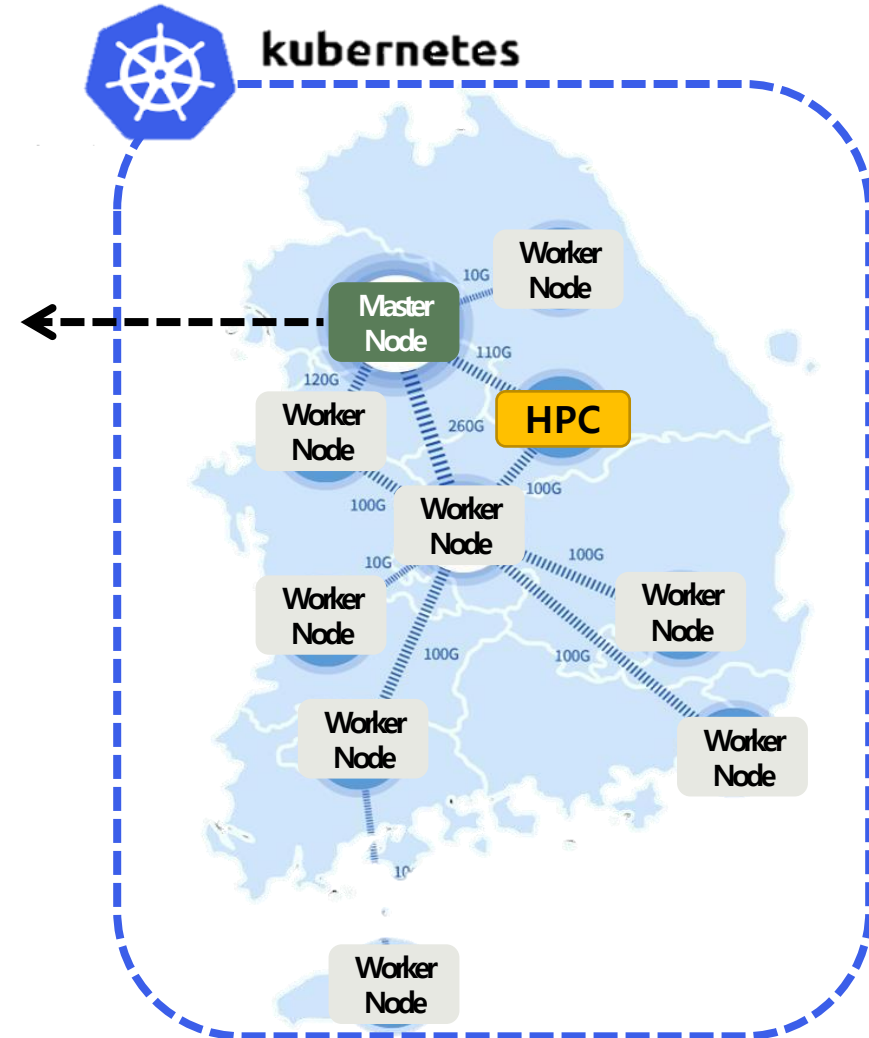 kubernetes
Worker
Node
10G
Master
Node
110G
120G
HPC
Worker
Node
260G
100G
100G
Worker
Node
100G
10G
Worker
Node
Worker
Node
100G
100G
Worker
Node
Worker
Node
Worker
Node